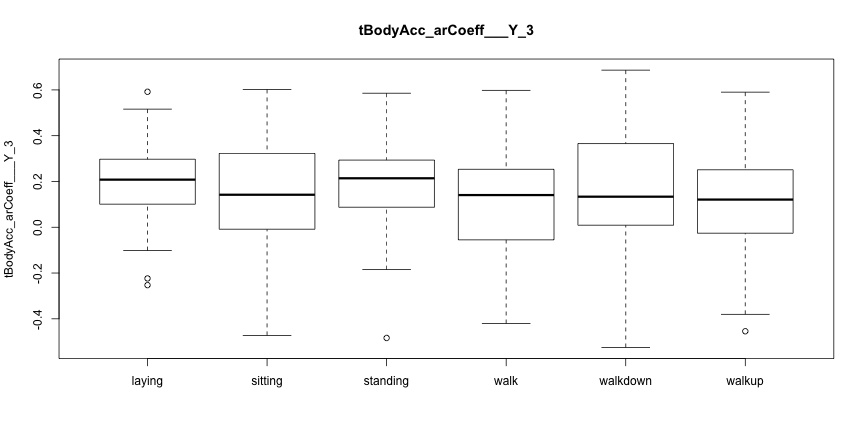 tBodyAcc_arCoeff___Y_3
tBodyAcc_arCoeff___Y_3
0.6
0.4
0.2
0.0
-0.2
-0.4
laying sitting standing walk walkdown walkup